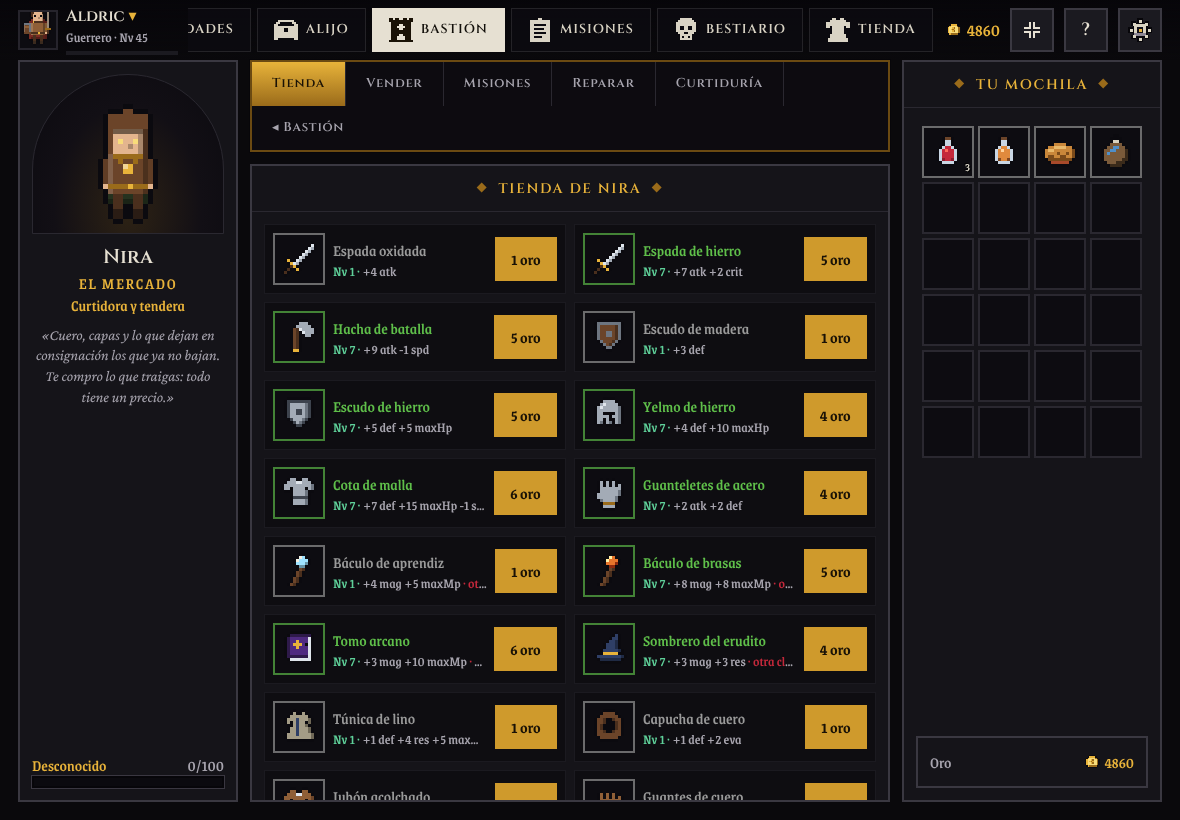 ALDRIC ▾
Guerrero · Nv 45
DADES
ALIJO
BASTIÓN
MISIONES
BESTIARIO
TIENDA
4860
?
NIRA
EL MERCADO
Curtidora y tendera
«Cuero, capas y lo que dejan en
consignación los que ya no bajan.
Te compro lo que traigas: todo
tiene un precio.»
Desconocido 0/100
TIENDA
VENDER
MISIONES
REPARAR
CURTIDURÍA
◂ BASTIÓN
◆ TIENDA DE NIRA ◆
Espada oxidada
Nv 1 · +4 atk
1 oro
Espada de hierro
Nv 7 · +7 atk +2 crit
5 oro
Hacha de batalla
Nv 7 · +9 atk -1 spd
5 oro
Escudo de madera
Nv 1 · +3 def
1 oro
Escudo de hierro
Nv 7 · +5 def +5 maxHp
5 oro
Yelmo de hierro
Nv 7 · +4 def +10 maxHp
4 oro
Cota de malla
Nv 7 · +7 def +15 maxHp -1 s...
6 oro
Guanteletes de acero
Nv 7 · +2 atk +2 def
4 oro
Báculo de aprendiz
Nv 1 · +4 mag +5 maxMp · ot...
1 oro
Báculo de brasas
Nv 7 · +8 mag +8 maxMp · o...
5 oro
Tomo arcano
Nv 7 · +3 mag +10 maxMp · ...
6 oro
Sombrero del erudito
Nv 7 · +3 mag +3 res · otra cl...
4 oro
Túnica de lino
Nv 1 · +1 def +4 res +5 max...
1 oro
Capucha de cuero
Nv 1 · +1 def +2 eva
1 oro
Jubón acolchado
Guantes de cuero
◆ TU MOCHILA ◆
3
Oro 4860